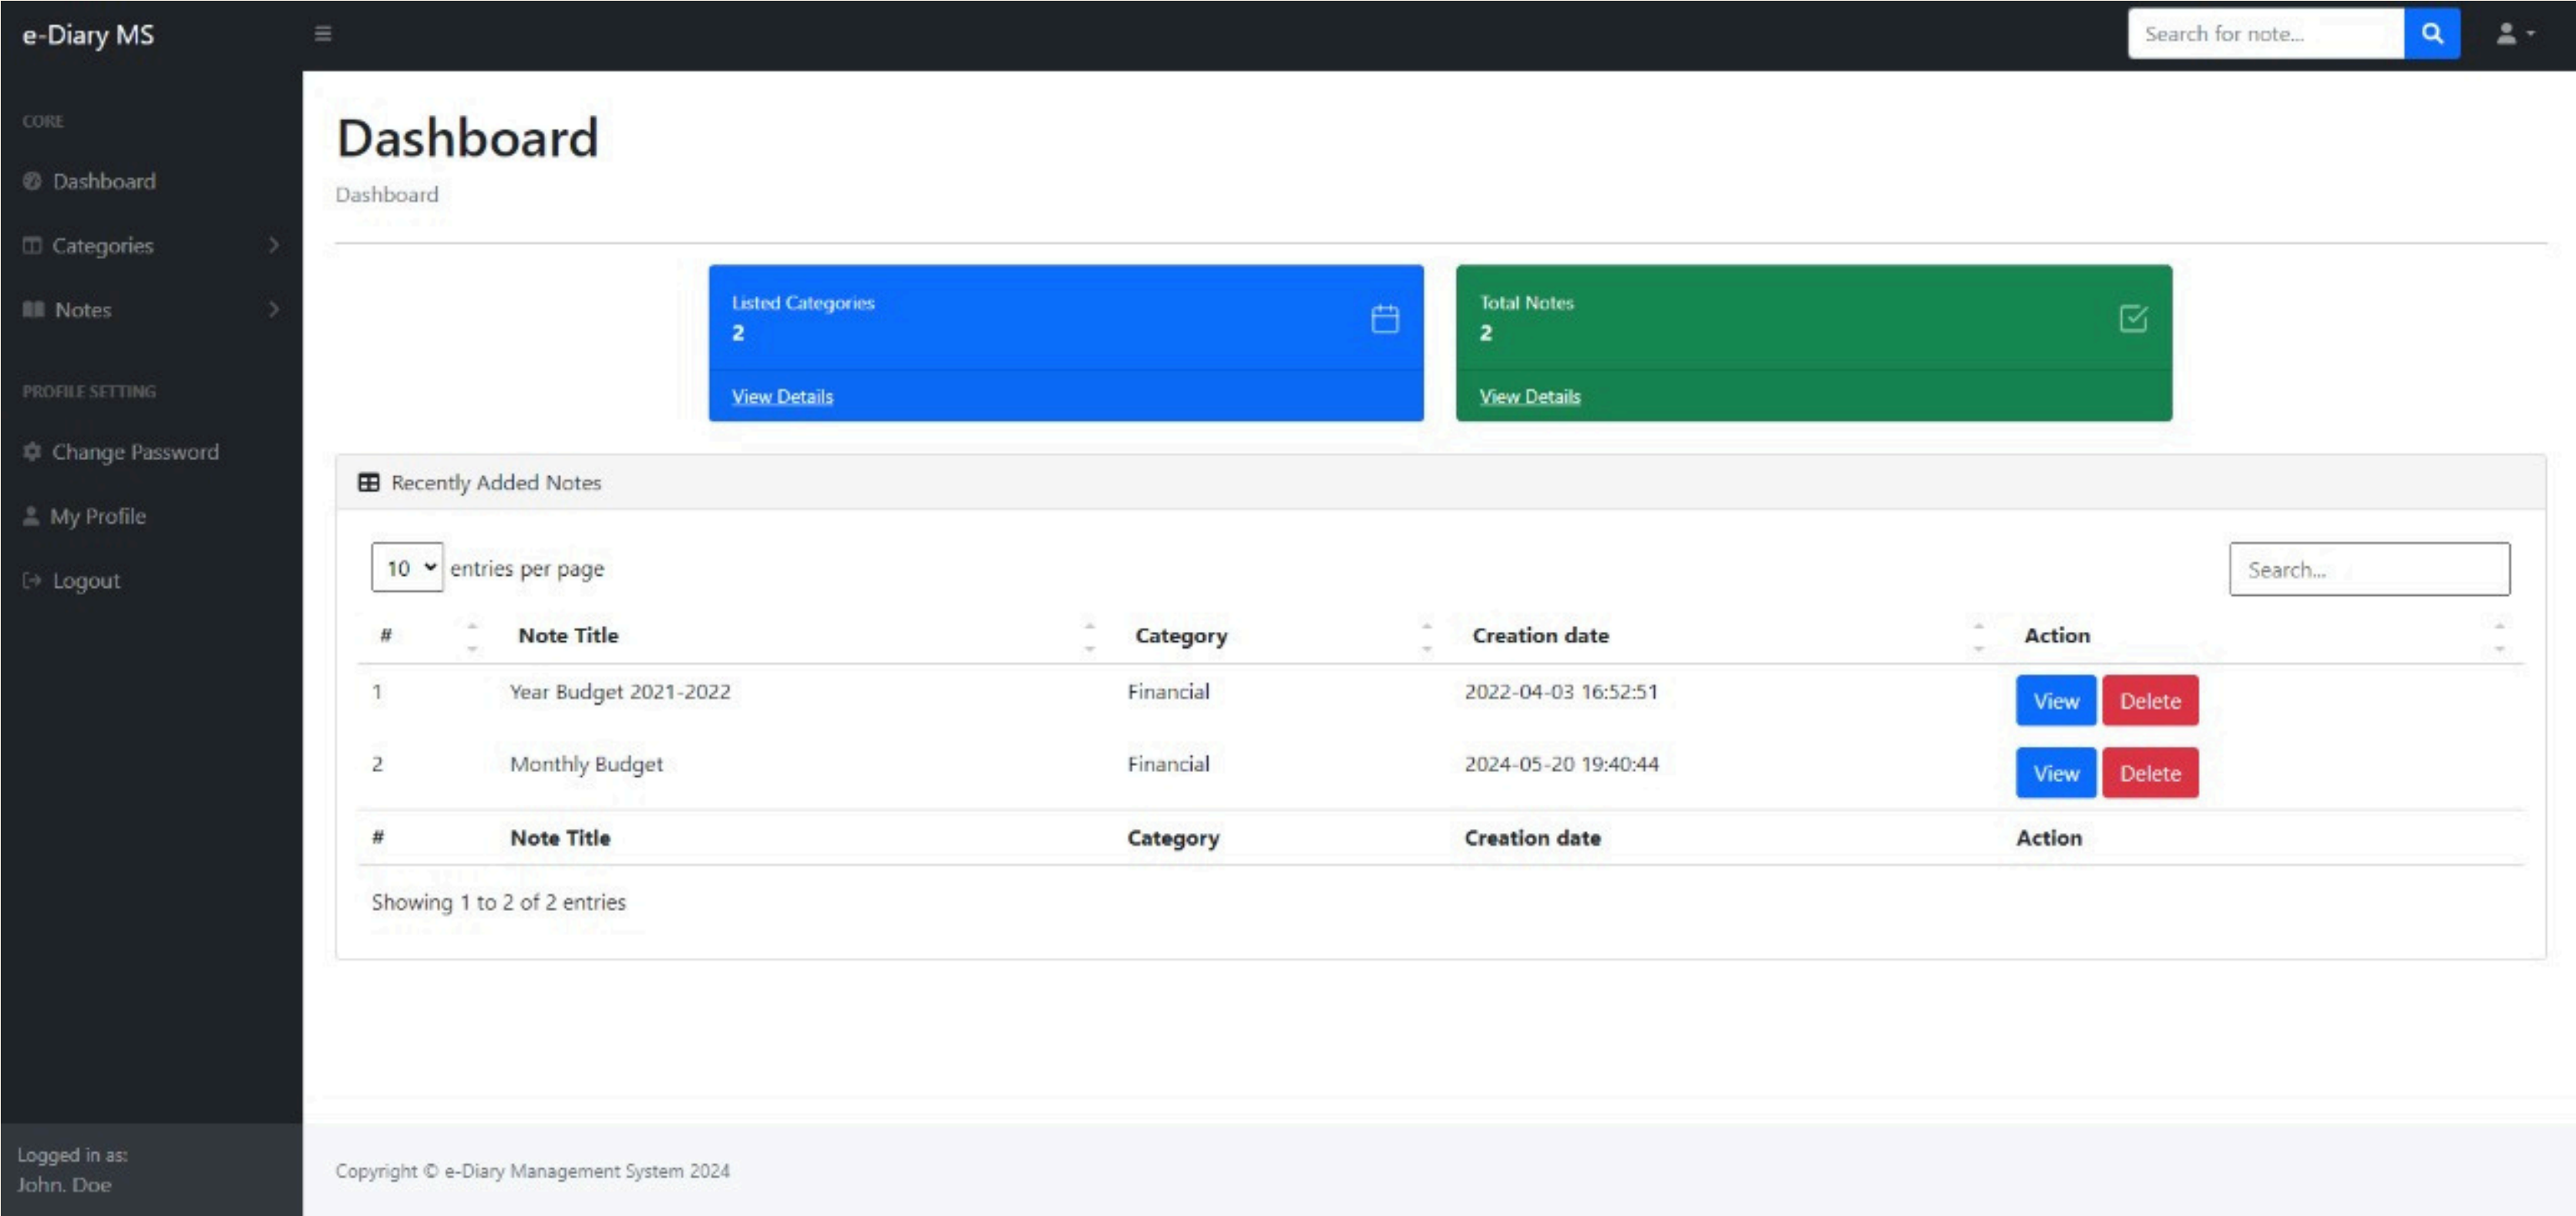 e-Diary MS
Search for note...
CORE
Dashboard
Categories
Notes
PROFILE SETTING
Change Password
My Profile
Logout
Logged in as:
John. Doe
Dashboard
Dashboard
Listed Categories
2
View Details
Total Notes
2
View Details
Recently Added Notes
10 entries per page
Search...
# Note Title Category Creation date Action
1 Year Budget 2021-2022 Financial 2022-04-03 16:52:51 View Delete
2 Monthly Budget Financial 2024-05-20 19:40:44 View Delete
# Note Title Category Creation date Action
Showing 1 to 2 of 2 entries
Copyright © e-Diary Management System 2024